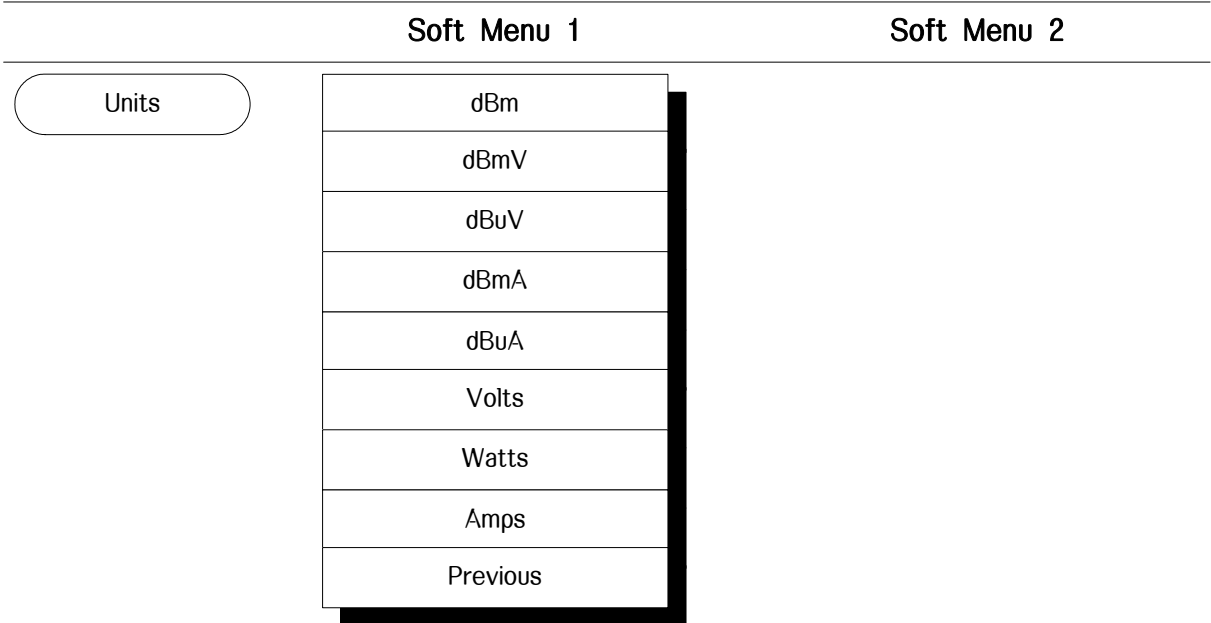 Soft Menu 1 Soft Menu 2
Units
dBm
dBmV
dBuV
dBmA
dBuA
Volts
Watts
Amps
Previous